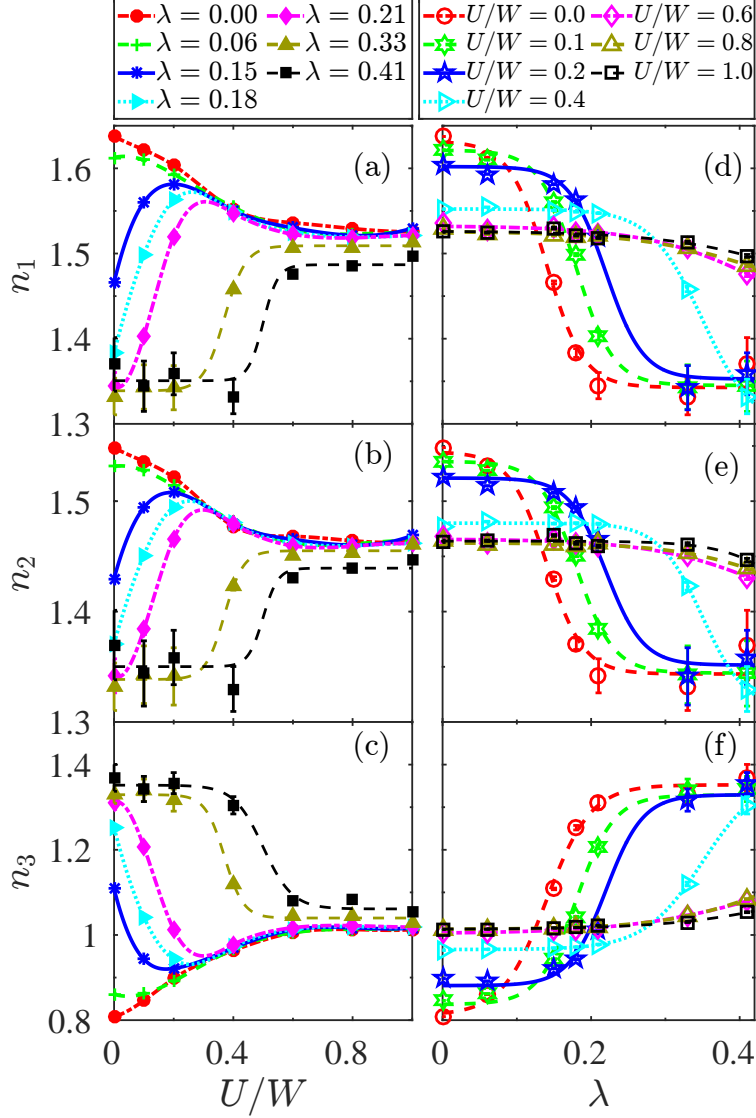 λ = 0.00 λ = 0.21
λ = 0.06 λ = 0.33
λ = 0.15 λ = 0.41
λ = 0.18
U/W = 0.0 U/W = 0.6
U/W = 0.1 U/W = 0.8
U/W = 0.2 U/W = 1.0
U/W = 0.4
(a)
1.6
1.5
1.4
1.3
n₁
(d)
(b)
1.5
1.4
1.3
n₂
(e)
(c)
1.4
1.2
1
0.8
n₃
(f)
0 0.4 0.8
U/W
0 0.2 0.4
λ